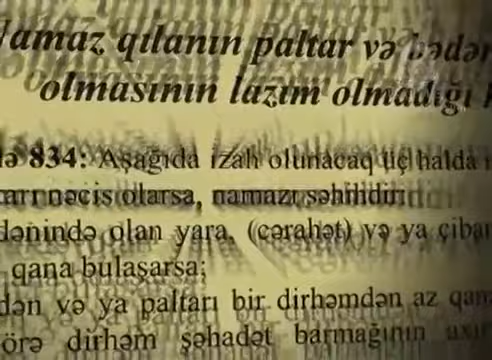 Namaz qılanın paltar və bədən
olmasının lazım olmadığı
lə 834: Aşağıda izah olunacaq üç halda
arı nəcis olarsa, namazı səhihdir:
dənində olan yara, (cərahət) və ya çiban
qana bulaşarsa;
dən və ya paltarı bir dirhəmdən az qan
örə dirhəm şəhadət barmağının axır